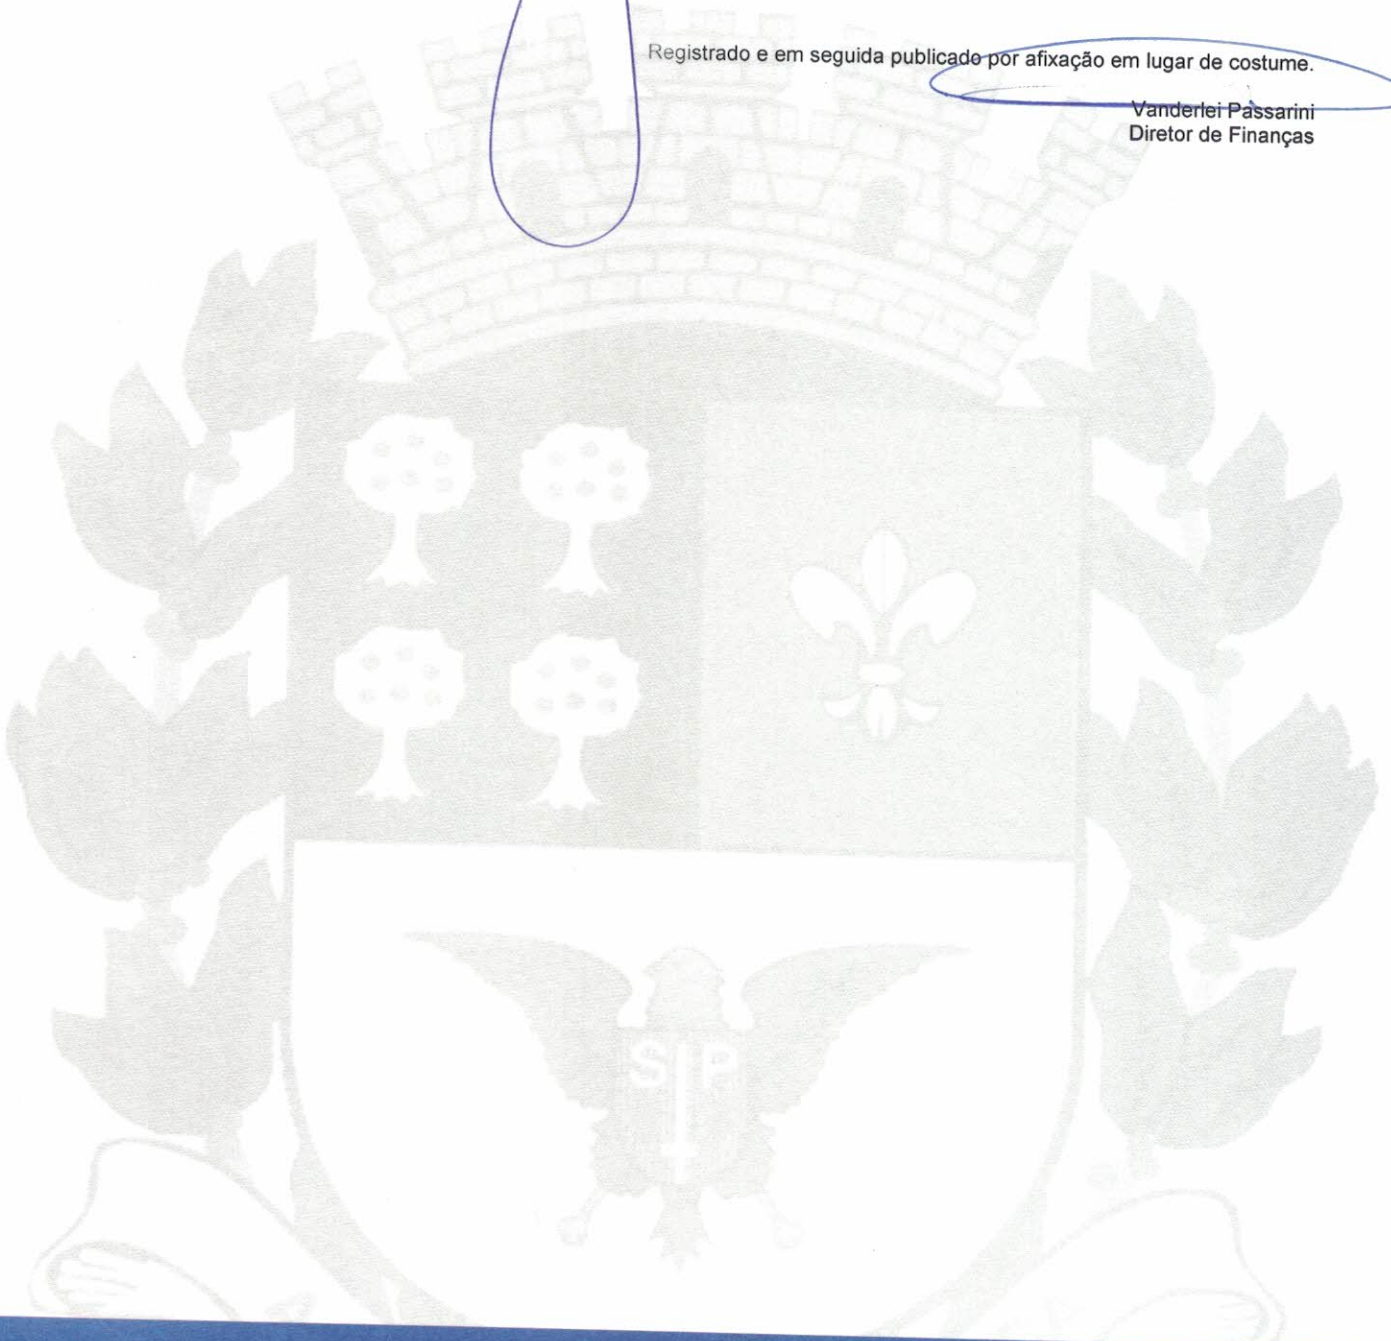 Registrado e em seguida publicado por afixação em lugar de costume.
Vanderlei Passarini
Diretor de Finanças
S P